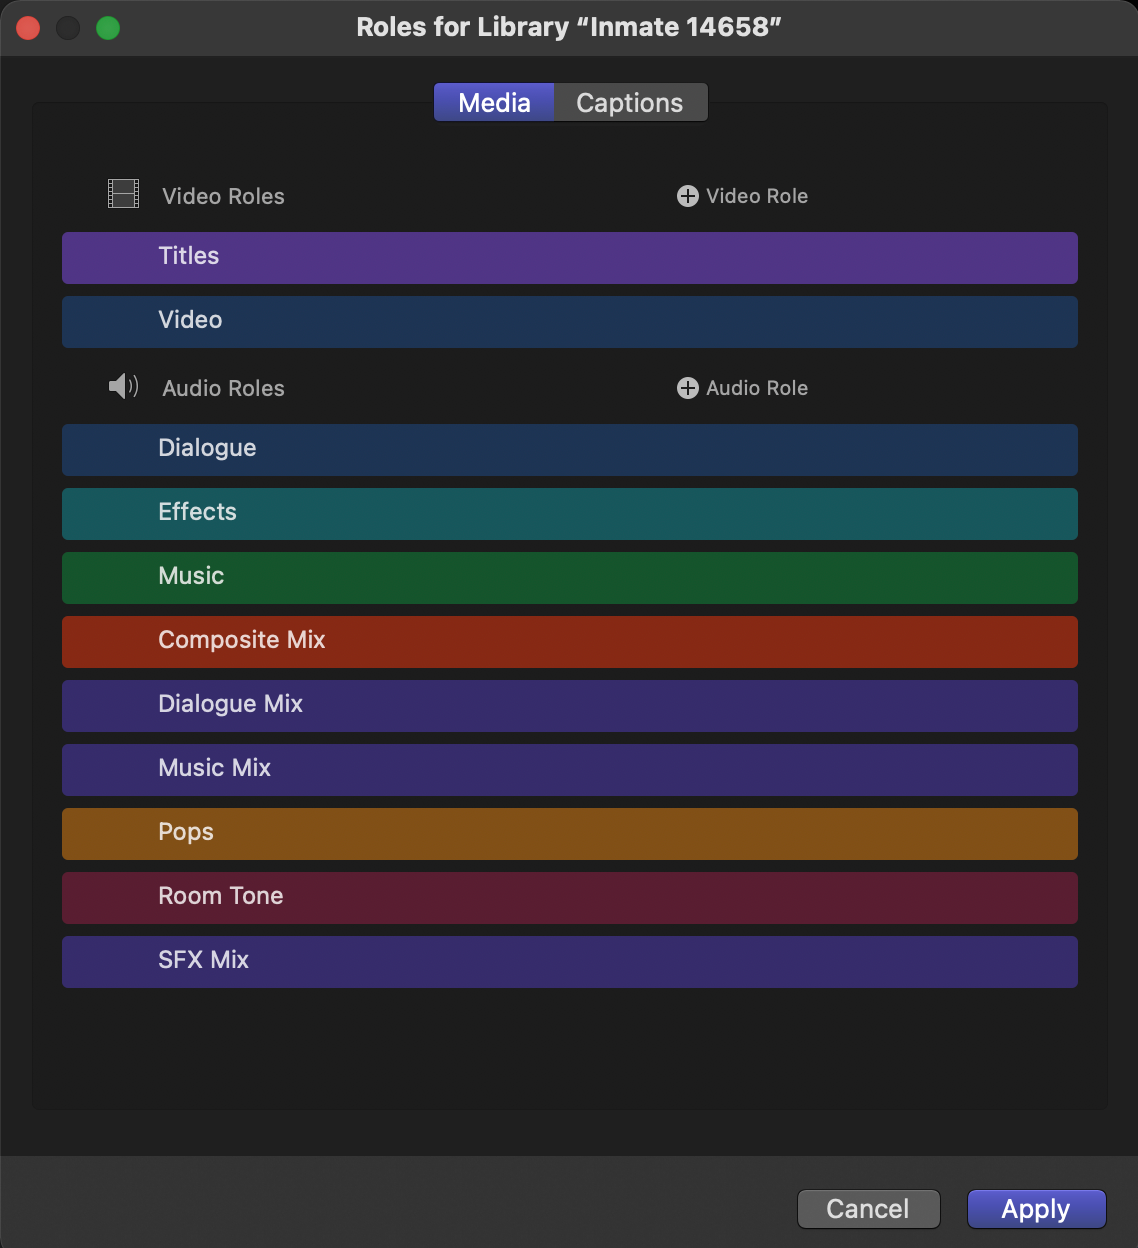 Roles for Library “Inmate 14658”
Media Captions
Video Roles Video Role
Titles
Video
Audio Roles Audio Role
Dialogue
Effects
Music
Composite Mix
Dialogue Mix
Music Mix
Pops
Room Tone
SFX Mix
Cancel Apply